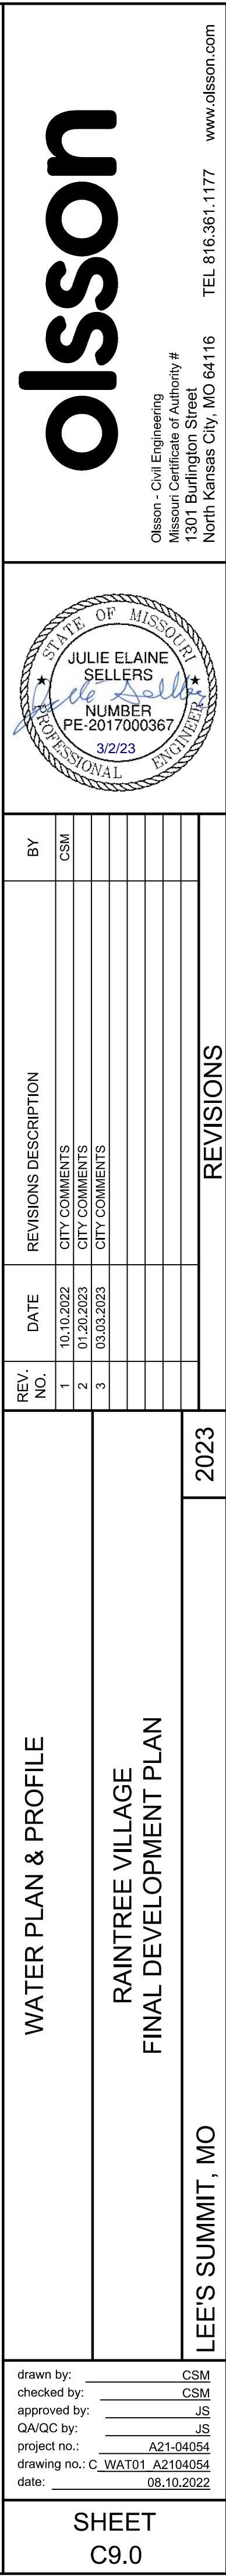 olsson
Olsson - Civil Engineering
Missouri Certificate of Authority #
1301 Burlington Street
North Kansas City, MO 64116
TEL 816.361.1177
www.olsson.com
STATE OF MISSOURI
JULIE ELAINE
SELLERS
NUMBER
PE-2017000367
3/2/23
PROFESSIONAL ENGINEER
REV. NO. DATE REVISIONS DESCRIPTION BY
1 10.10.2022 CITY COMMENTS CSM
2 01.20.2023 CITY COMMENTS
3 03.03.2023 CITY COMMENTS
REVISIONS
WATER PLAN & PROFILE
RAINTREE VILLAGE
FINAL DEVELOPMENT PLAN
LEE'S SUMMIT, MO
2023
drawn by: CSM
checked by: CSM
approved by: JS
QA/QC by: JS
project no.: A21-04054
drawing no.: C_WAT01_A2104054
date: 08.10.2022
SHEET
C9.0